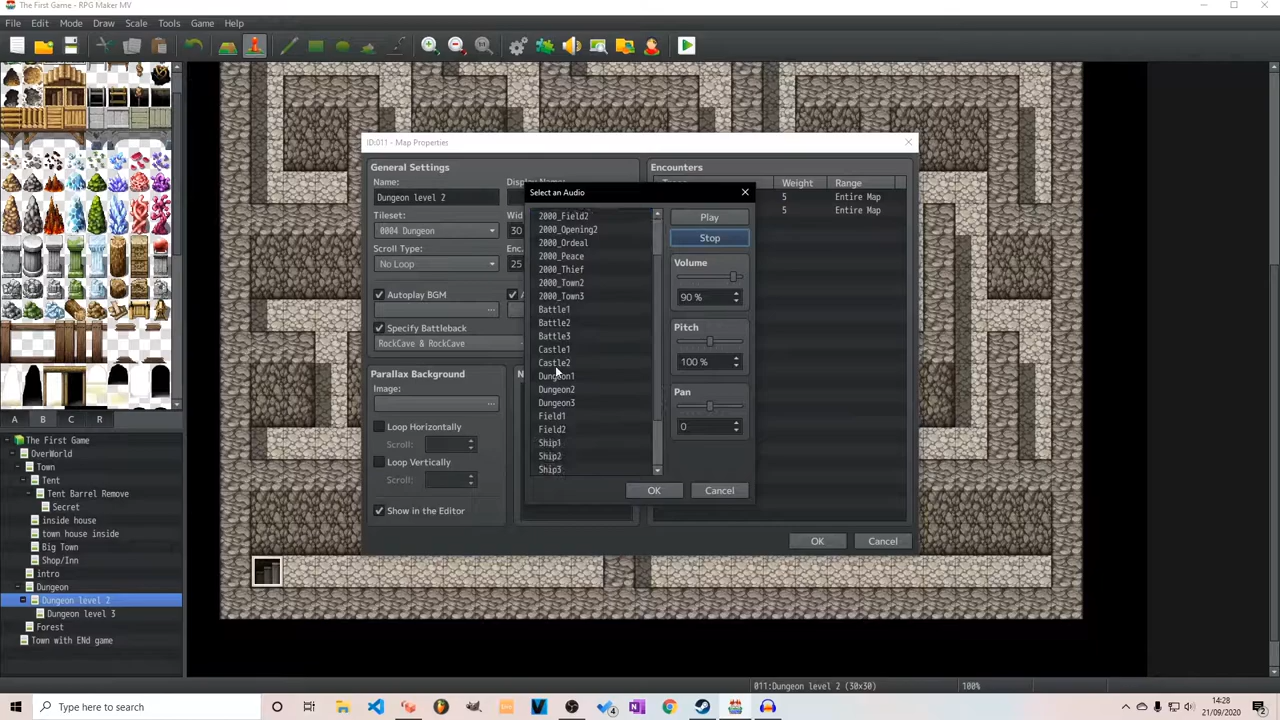 The First Game - RPG Maker MV
File Edit Mode Draw Scale Tools Game Help
ID:011 - Map Properties
General Settings
Name:
Dungeon level 2
Tileset:
0004 Dungeon
30
Scroll Type:
No Loop
Enc.
25
Autoplay BGM
Specify Battleback
RockCave & RockCave
Parallax Background
Image:
Loop Horizontally
Scroll:
Loop Vertically
Scroll:
Show in the Editor
Encounters
Weight Range
5 Entire Map
5 Entire Map
OK Cancel
Select an Audio
2000_Field2
2000_Opening2
2000_Ordeal
2000_Peace
2000_Thief
2000_Town2
2000_Town3
Battle1
Battle2
Battle3
Castle1
Castle2
Dungeon1
Dungeon2
Dungeon3
Field1
Field2
Ship1
Ship2
Ship3
Play
Stop
Volume
90 %
Pitch
100 %
Pan
0
OK Cancel
A B C R
The First Game
OverWorld
Town
Tent
Tent Barrel Remove
Secret
inside house
town house inside
Big Town
Shop/Inn
intro
Dungeon
Dungeon level 2
Dungeon level 3
Forest
Town with ENd game
011:Dungeon level 2 (30x30) 100%
Type here to search
14:28
21/09/2020